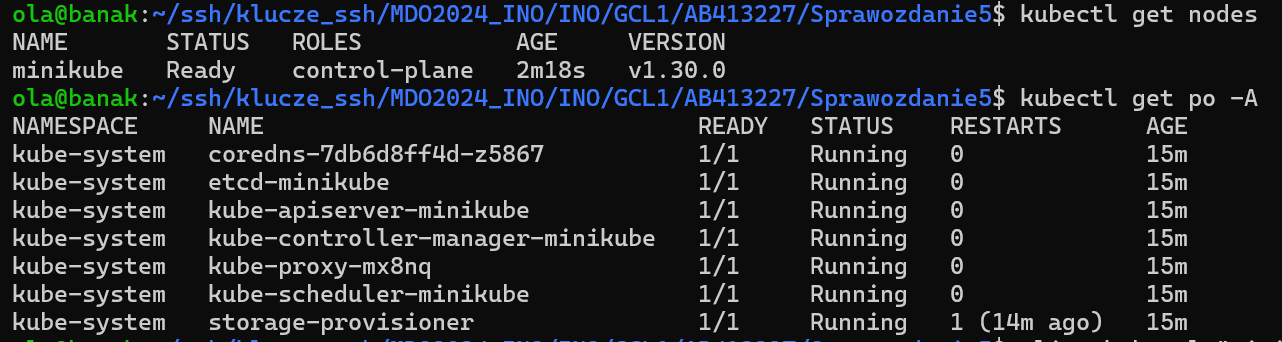 ola@banak:~/ssh/klucze_ssh/MDO2024_INO/INO/GCL1/AB413227/Sprawozdanie5$ kubectl get nodes
NAME       STATUS   ROLES           AGE     VERSION
minikube   Ready    control-plane   2m18s   v1.30.0
ola@banak:~/ssh/klucze_ssh/MDO2024_INO/INO/GCL1/AB413227/Sprawozdanie5$ kubectl get po -A
NAMESPACE     NAME                               READY   STATUS    RESTARTS      AGE
kube-system   coredns-7db6d8ff4d-z5867           1/1     Running   0             15m
kube-system   etcd-minikube                      1/1     Running   0             15m
kube-system   kube-apiserver-minikube            1/1     Running   0             15m
kube-system   kube-controller-manager-minikube   1/1     Running   0             15m
kube-system   kube-proxy-mx8nq                   1/1     Running   0             15m
kube-system   kube-scheduler-minikube            1/1     Running   0             15m
kube-system   storage-provisioner                1/1     Running   1 (14m ago)   15m